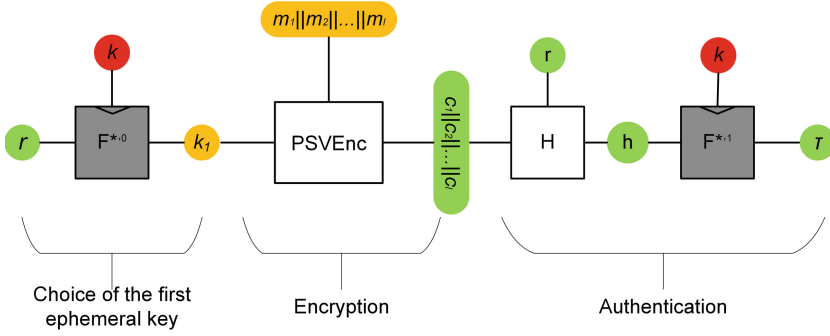 k
m₁||m₂||...||mₗ
r
k
r
F*,0
k₁
PSVEnc
c₁||c₂||...||cₗ
H
h
F*,1
τ
Choice of the first
ephemeral key
Encryption
Authentication